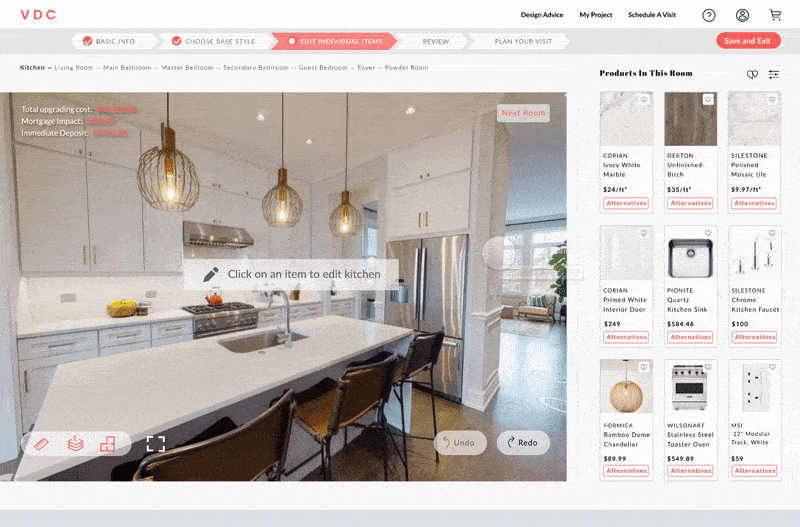 VDC
Design Advice
My Project
Schedule A Visit
?
BASIC INFO
CHOOSE BASE STYLE
EDIT INDIVIDUAL ITEMS
REVIEW
PLAN YOUR VISIT
Save and Exit
Kitchen — Living Room — Main Bathroom — Master Bedroom — Secondary Bathroom — Guest Bedroom — Foyer — Powder Room
Products In This Room
Total upgrading cost:
Mortgage Impact:
Immediate Deposit:
Next Room
Click on an item to edit kitchen
Undo
Redo
CORIAN
Ivory White
Marble
$24/ft²
Alternatives
DEKTON
Unfinished
Birch
$35/ft²
Alternatives
SILESTONE
Polished
Mosaic tile
$9.97/ft²
Alternatives
CORIAN
Primed White
Interior Door
$249
Alternatives
PIONITE
Quartz
Kitchen Sink
$584.46
Alternatives
SILESTONE
Chrome
Kitchen Faucet
$100
Alternatives
FORMICA
Bamboo Dome
Chandelier
$89.99
Alternatives
WILSONART
Stainless Steel
Toaster Oven
$549.89
Alternatives
MSI
12" Modular
Track, White
$59
Alternatives